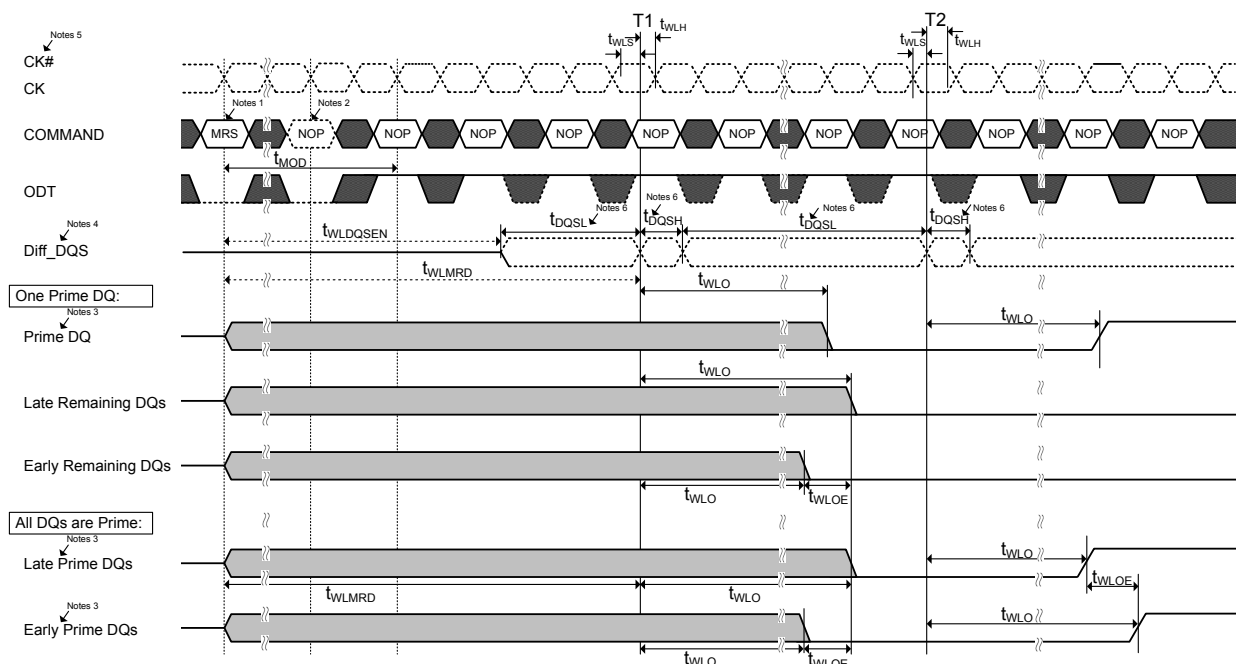 T1
T2
tWLS
tWLH
tWLS
tWLH
Notes 5
CK#
CK
Notes 1
Notes 2
COMMAND
MRS
NOP
NOP
NOP
NOP
NOP
NOP
NOP
NOP
NOP
NOP
NOP
tMOD
ODT
Notes 4
Diff_DQS
tWLDQSEN
tDQSL
Notes 6
tDQSH
Notes 6
tDQSL
Notes 6
tDQSH
Notes 6
tWLMRD
tWLO
One Prime DQ:
Notes 3
Prime DQ
tWLO
tWLO
Late Remaining DQs
Early Remaining DQs
tWLO
tWLOE
All DQs are Prime:
Notes 3
Late Prime DQs
tWLO
tWLMRD
tWLO
tWLOE
Notes 3
Early Prime DQs
tWLO
tWLO
tWLOE